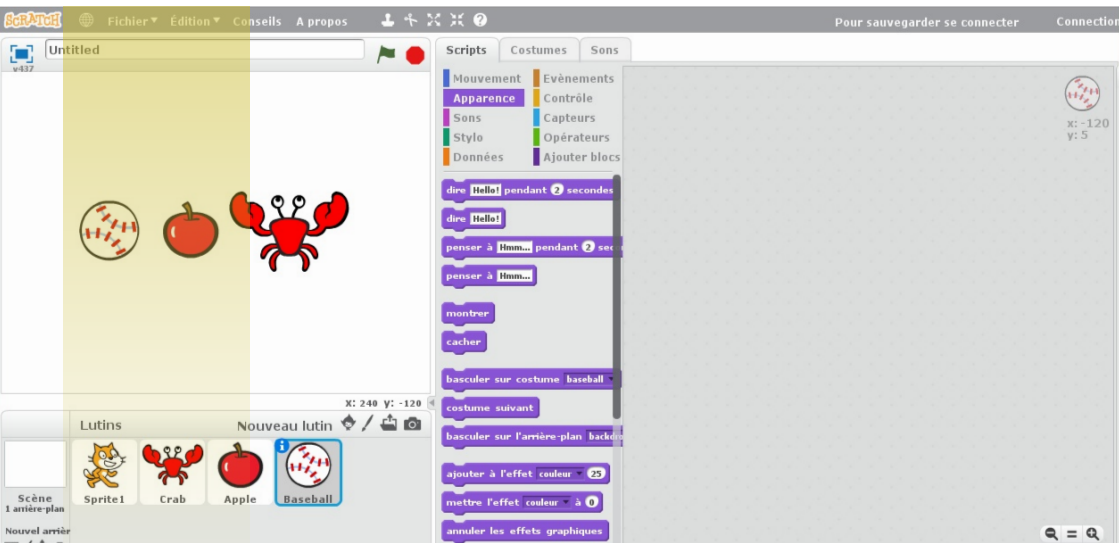 SCRATCH Fichier Édition Conseils A propos Pour sauvegarder se connecter Connection
v437
Untitled
Scripts Costumes Sons
Mouvement Evènements
Apparence Contrôle
Sons Capteurs
Stylo Opérateurs
Données Ajouter blocs
x: -120
y: 5
dire Hello! pendant 2 secondes
dire Hello!
penser à Hmm... pendant 2 sec
penser à Hmm...
montrer
cacher
basculer sur costume baseball
costume suivant
basculer sur l'arrière-plan backdro
ajouter à l'effet couleur 25
mettre l'effet couleur à 0
annuler les effets graphiques
X: 240 y: -120
Lutins Nouveau lutin
Scène
1 arrière-plan
Sprite1 Crab Apple Baseball
Nouvel arrièr